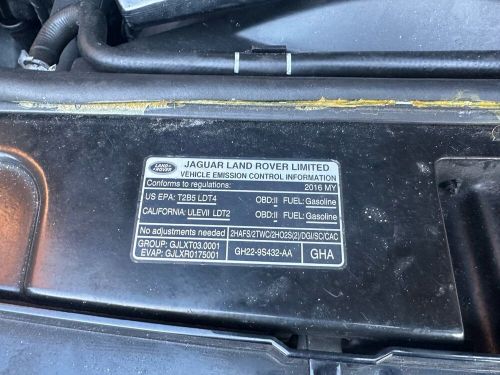 LAND ROVER
JAGUAR LAND ROVER LIMITED
VEHICLE EMISSION CONTROL INFORMATION
Conforms to regulations: 2016 MY
US EPA: T2B5 LDT4 OBD:II FUEL: Gasoline
CALIFORNIA: ULEVII LDT2 OBD:II FUEL: Gasoline
No adjustments needed 2HAFS/2TWC/2HO2S(2)/DGI/SC/CAC
GROUP: GJLXT03.0001 GH22-9S432-AA GHA
EVAP: GJLXR0175001